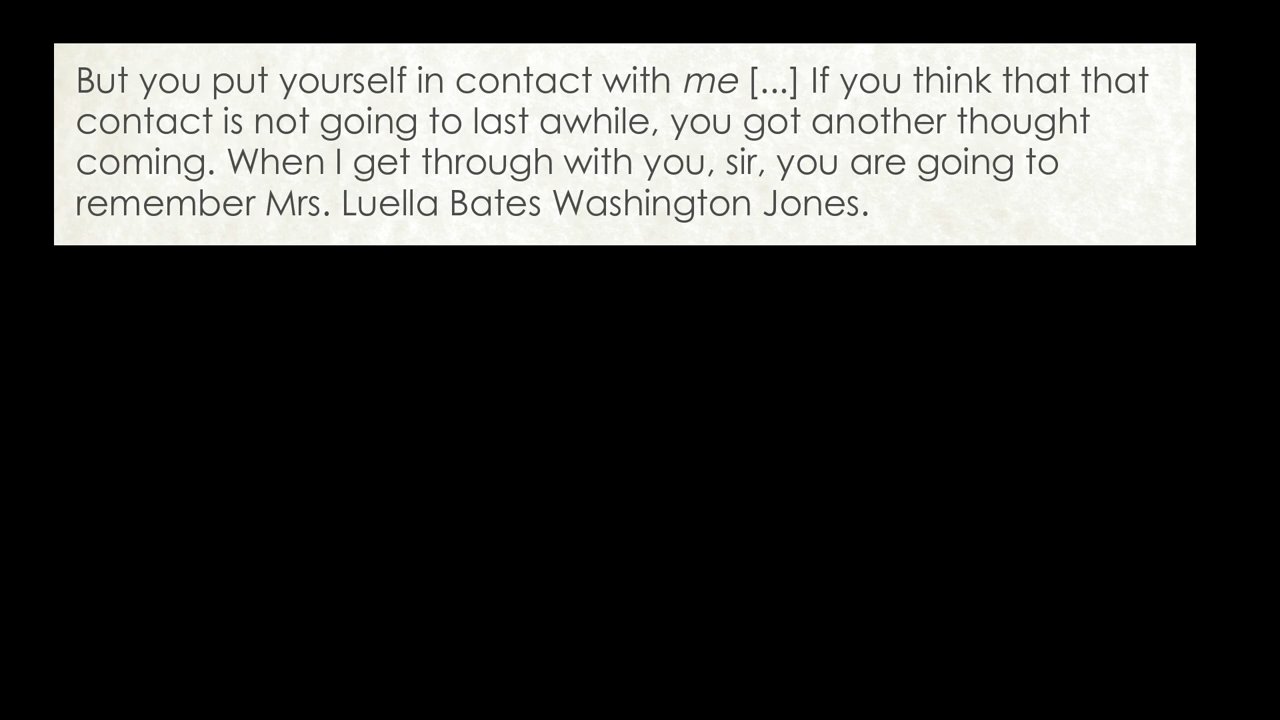 But you put yourself in contact with me [...] If you think that that
contact is not going to last awhile, you got another thought
coming. When I get through with you, sir, you are going to
remember Mrs. Luella Bates Washington Jones.